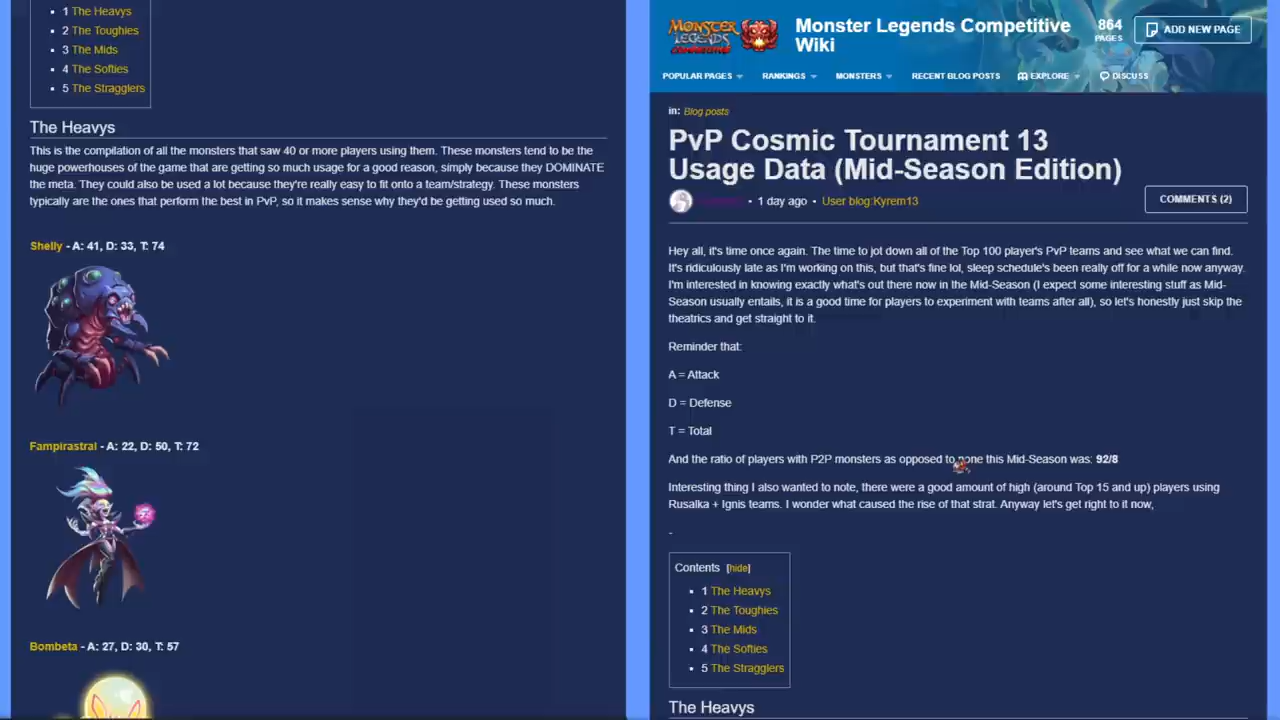 1 The Heavys
2 The Toughies
3 The Mids
4 The Softies
5 The Stragglers
The Heavys
This is the compilation of all the monsters that saw 40 or more players using them. These monsters tend to be the
huge powerhouses of the game that are getting so much usage for a good reason, simply because they DOMINATE
the meta. They could also be used a lot because they're really easy to fit onto a team/strategy. These monsters
typically are the ones that perform the best in PvP, so it makes sense why they'd be getting used so much.
Shelly - A: 41, D: 33, T: 74
Fampirastral - A: 22, D: 50, T: 72
Bombeta - A: 27, D: 30, T: 57
MONSTER LEGENDS COMPETITIVE
Monster Legends Competitive
Wiki
864
PAGES
ADD NEW PAGE
POPULAR PAGES RANKINGS MONSTERS RECENT BLOG POSTS EXPLORE DISCUSS
in: Blog posts
PvP Cosmic Tournament 13
Usage Data (Mid-Season Edition)
• 1 day ago • User blog:Kyrem13
COMMENTS (2)
Hey all, it's time once again. The time to jot down all of the Top 100 player's PvP teams and see what we can find.
It's ridiculously late as I'm working on this, but that's fine lol, sleep schedule's been really off for a while now anyway.
I'm interested in knowing exactly what's out there now in the Mid-Season (I expect some interesting stuff as Mid-
Season usually entails, it is a good time for players to experiment with teams after all), so let's honestly just skip the
theatrics and get straight to it.
Reminder that:
A = Attack
D = Defense
T = Total
And the ratio of players with P2P monsters as opposed to none this Mid-Season was: 92/8
Interesting thing I also wanted to note, there were a good amount of high (around Top 15 and up) players using
Rusalka + Ignis teams. I wonder what caused the rise of that strat. Anyway let's get right to it now,
-
Contents [hide]
1 The Heavys
2 The Toughies
3 The Mids
4 The Softies
5 The Stragglers
The Heavys